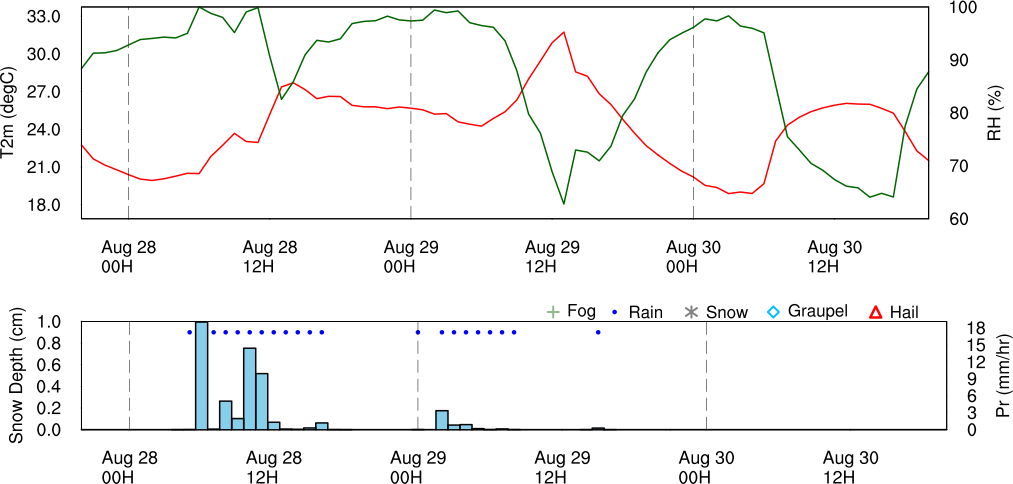 33.0
30.0
27.0
24.0
21.0
18.0
T2m (degC)
100
90
80
70
60
RH (%)
Aug 28
00H
Aug 28
12H
Aug 29
00H
Aug 29
12H
Aug 30
00H
Aug 30
12H
Fog Rain Snow Graupel Hail
1.0
0.8
0.6
0.4
0.2
0.0
Snow Depth (cm)
18
15
12
9
6
3
0
Pr (mm/hr)
Aug 28
00H
Aug 28
12H
Aug 29
00H
Aug 29
12H
Aug 30
00H
Aug 30
12H